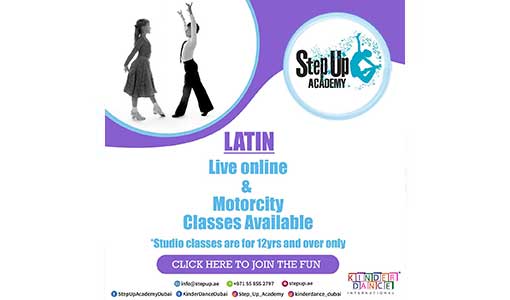 Step Up
ACADEMY
LATIN
Live online
&
Motorcity
Classes Available
*Studio classes are for 12yrs and over only
CLICK HERE TO JOIN THE FUN
KINDER
DANCE
INTERNATIONAL
info@stepup.ae +971 55 556 2797 stepup.ae
StepUpAcademyDubai KinderDanceDubai Step_Up_Academy kinderdance_dubai